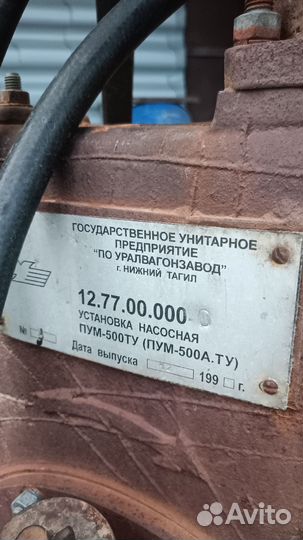 ГОСУДАРСТВЕННОЕ УНИТАРНОЕ
ПРЕДПРИЯТИЕ
"ПО УРАЛВАГОНЗАВОД"
г. НИЖНИЙ ТАГИЛ
12.77.00.000
УСТАНОВКА НАСОСНАЯ
ПУМ-500ТУ (ПУМ-500А.ТУ)
№
Дата выпуска 199 г.
Avito